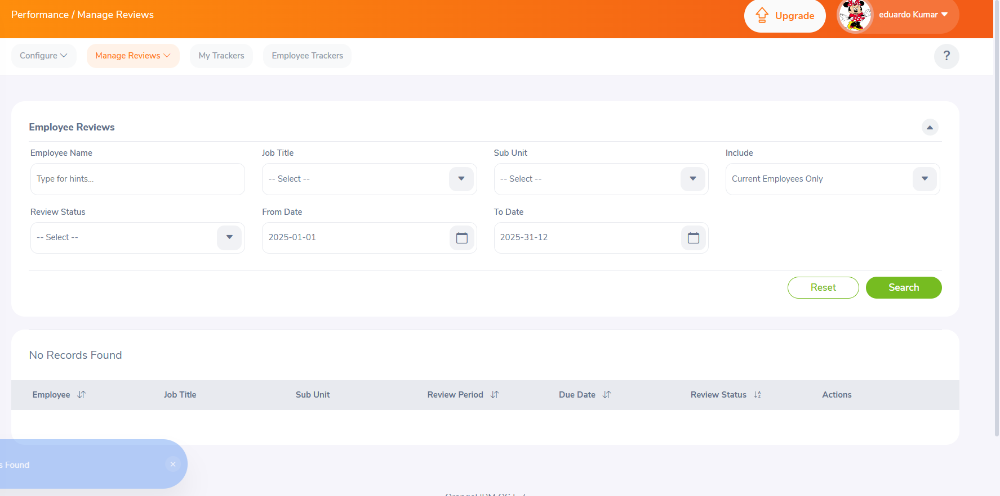 Performance / Manage Reviews
Upgrade
eduardo Kumar
Configure
Manage Reviews
My Trackers
Employee Trackers
?
Employee Reviews
Employee Name
Job Title
Sub Unit
Include
Type for hints...
-- Select --
-- Select --
Current Employees Only
Review Status
From Date
To Date
-- Select --
2025-01-01
2025-31-12
Reset
Search
No Records Found
Employee
Job Title
Sub Unit
Review Period
Due Date
Review Status
Actions
s Found